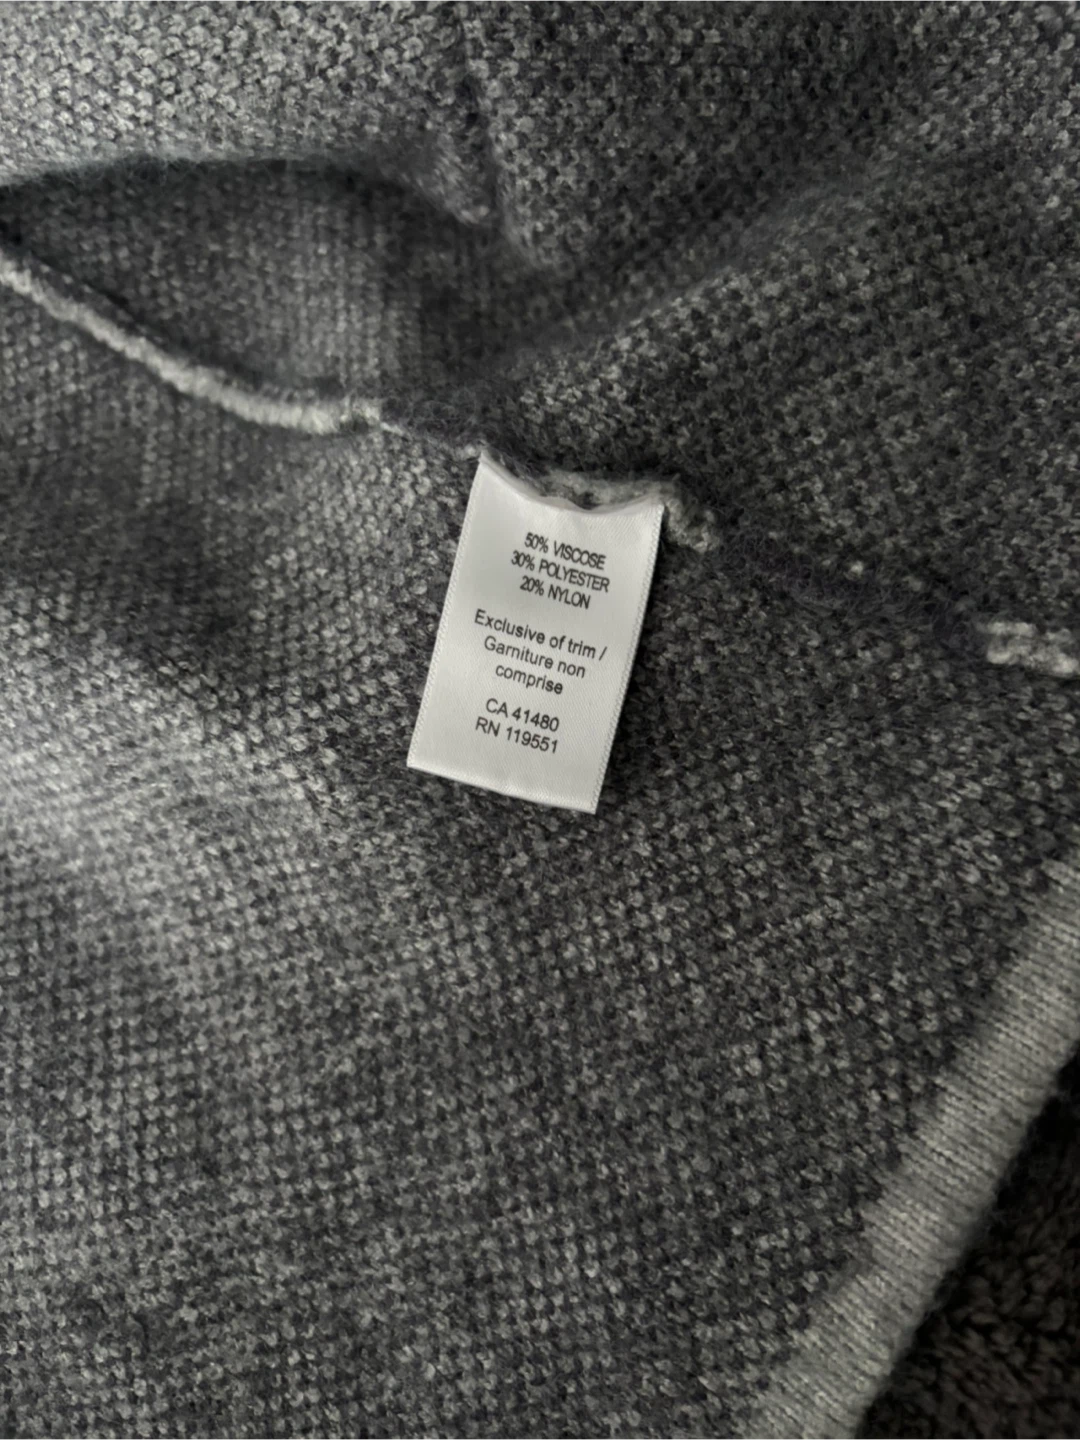 50% VISCOSE
30% POLYESTER
20% NYLON
Exclusive of trim /
Garniture non
comprise
CA 41480
RN 119551